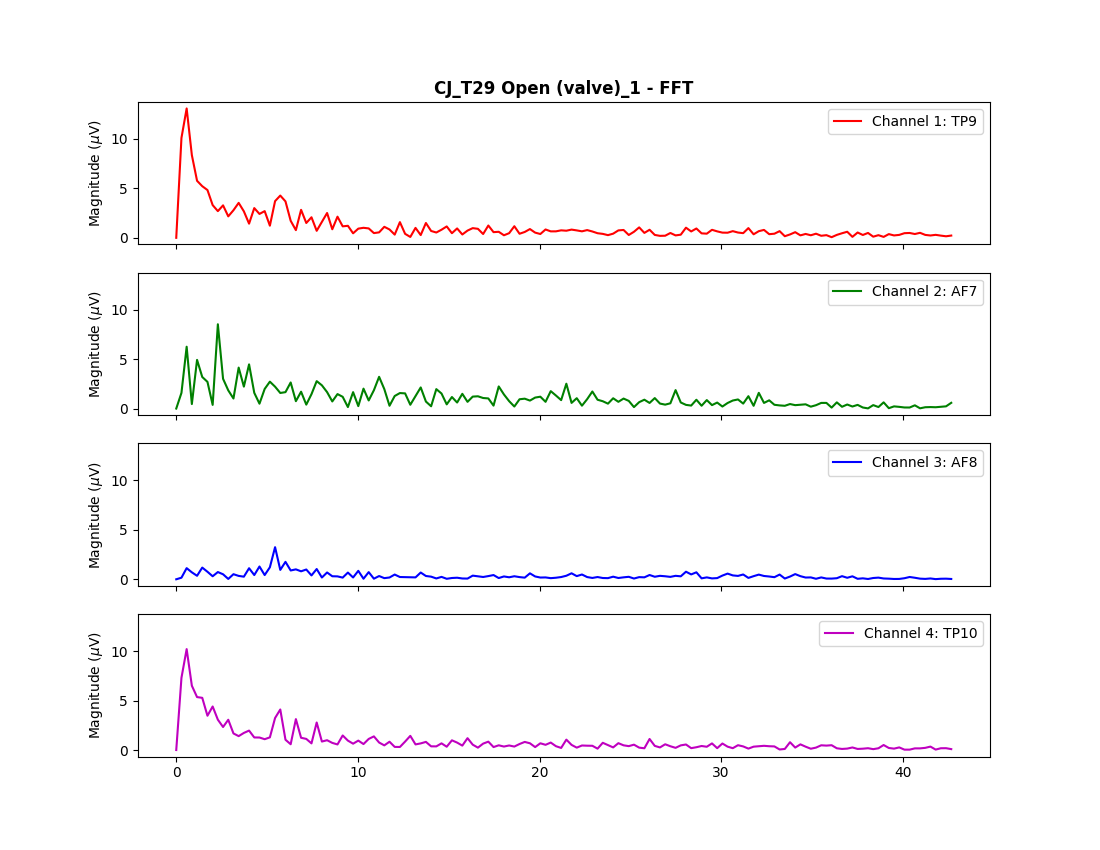 CJ_T29 Open (valve)_1 - FFT
Magnitude (μV)
10
5
0
Channel 1: TP9
Magnitude (μV)
10
5
0
Channel 2: AF7
Magnitude (μV)
10
5
0
Channel 3: AF8
Magnitude (μV)
10
5
0
Channel 4: TP10
0 10 20 30 40